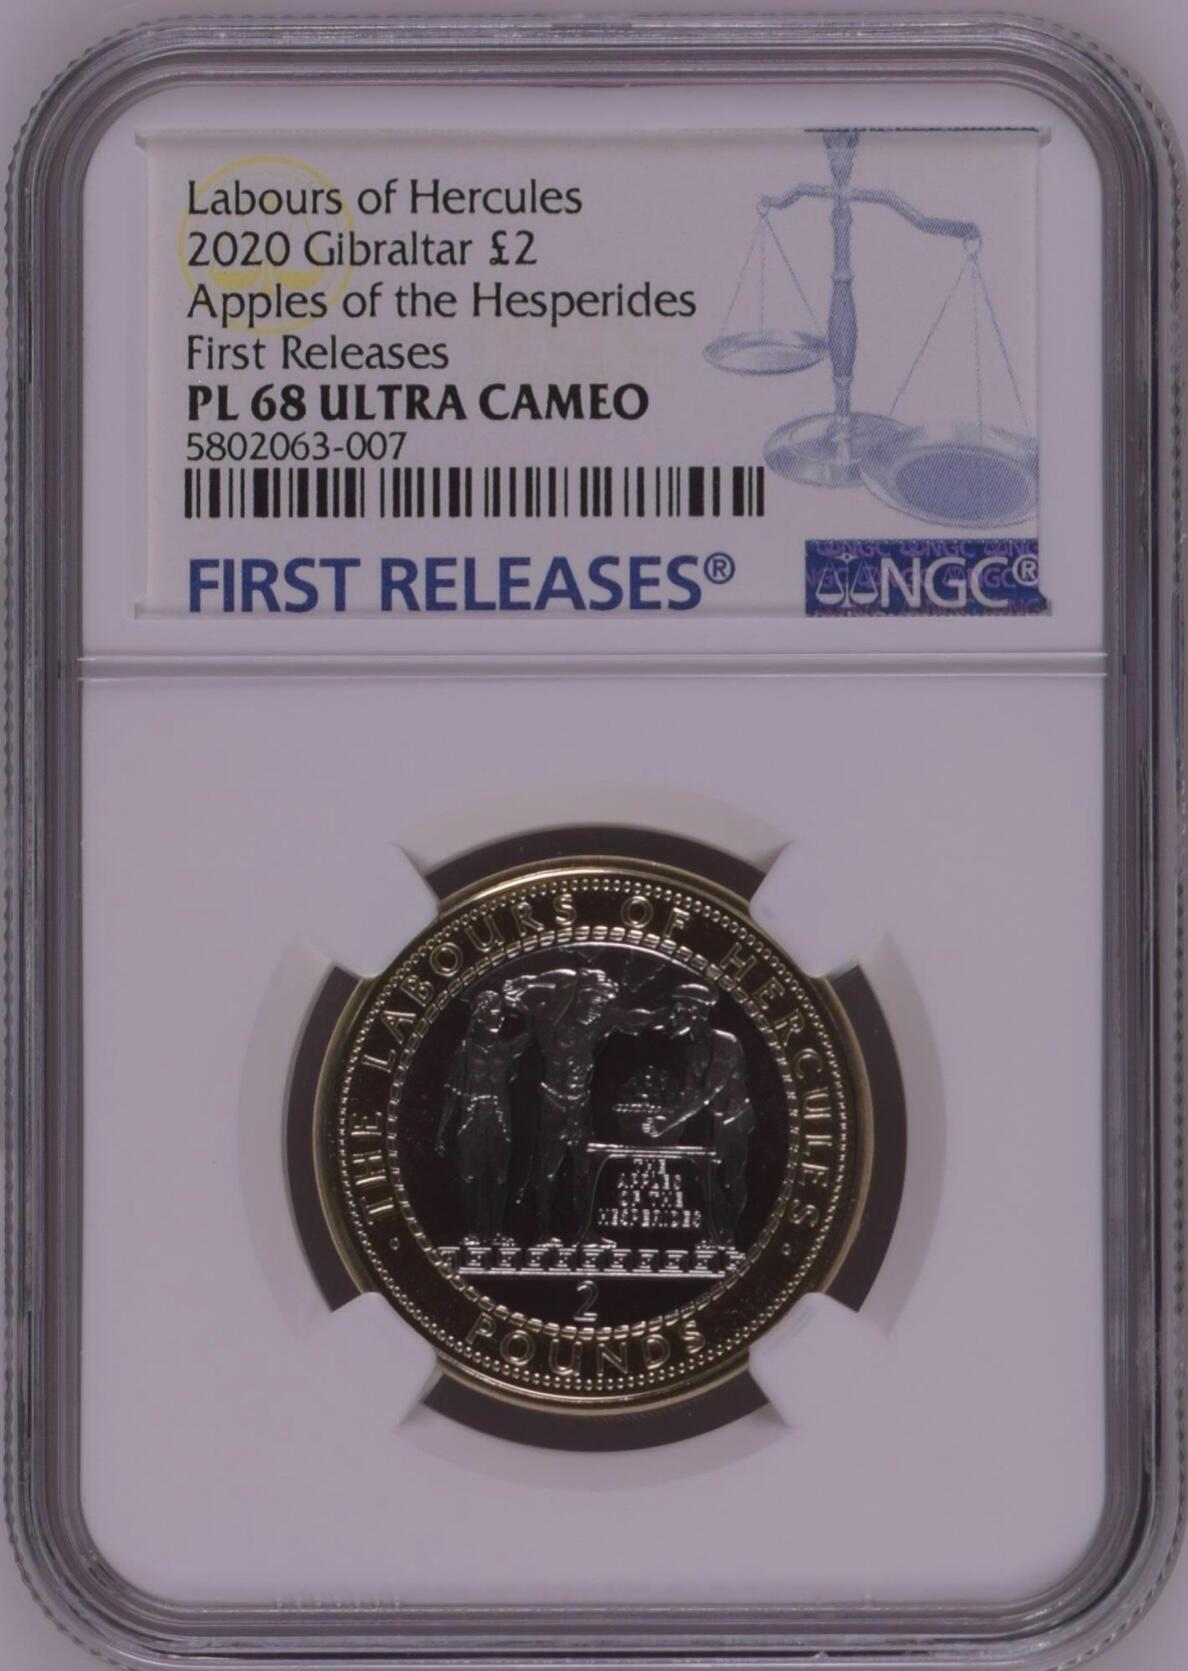 Labours of Hercules
2020 Gibraltar £2
Apples of the Hesperides
First Releases
PL 68 ULTRA CAMEO
5802063-007
FIRST RELEASES®
NGC®
THE LABOURS OF HERCULES
THE
APPLES
OF THE
HESPERIDES
2
POUNDS